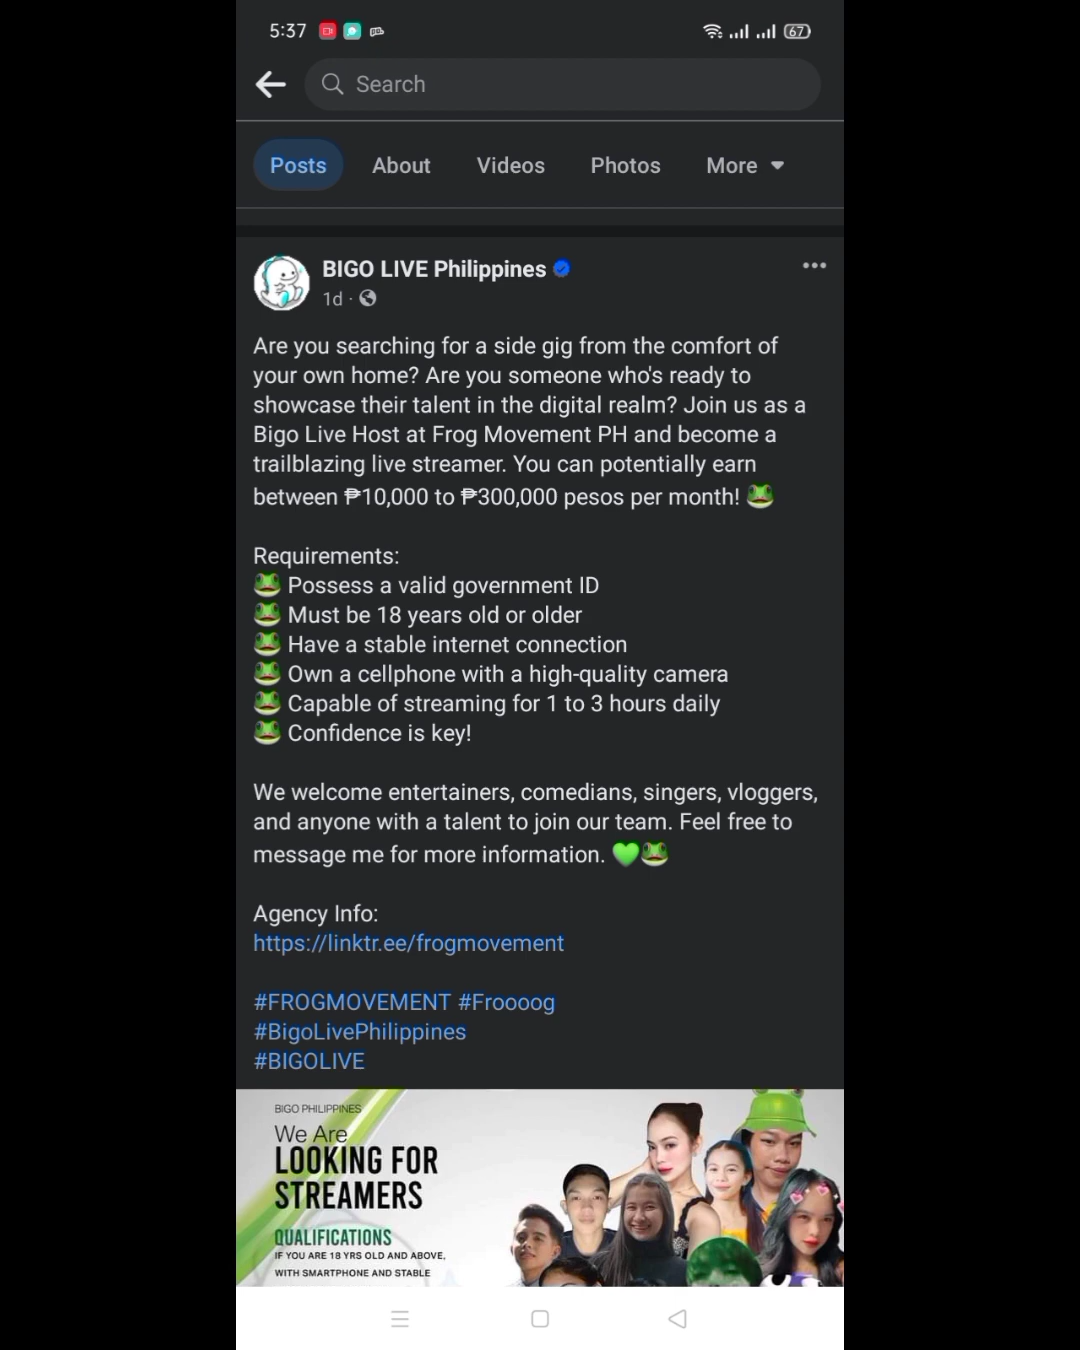 5:37
67
Search
Posts About Videos Photos More
BIGO LIVE Philippines
1d ·
Are you searching for a side gig from the comfort of
your own home? Are you someone who's ready to
showcase their talent in the digital realm? Join us as a
Bigo Live Host at Frog Movement PH and become a
trailblazing live streamer. You can potentially earn
between ₱10,000 to ₱300,000 pesos per month! 🐸
Requirements:
🐸 Possess a valid government ID
🐸 Must be 18 years old or older
🐸 Have a stable internet connection
🐸 Own a cellphone with a high-quality camera
🐸 Capable of streaming for 1 to 3 hours daily
🐸 Confidence is key!
We welcome entertainers, comedians, singers, vloggers,
and anyone with a talent to join our team. Feel free to
message me for more information. 💚🐸
Agency Info:
https://linktr.ee/frogmovement
#FROGMOVEMENT #Froooog
#BigoLivePhilippines
#BIGOLIVE
BIGO PHILIPPINES
We Are
LOOKING FOR
STREAMERS
QUALIFICATIONS
IF YOU ARE 18 YRS OLD AND ABOVE,
WITH SMARTPHONE AND STABLE